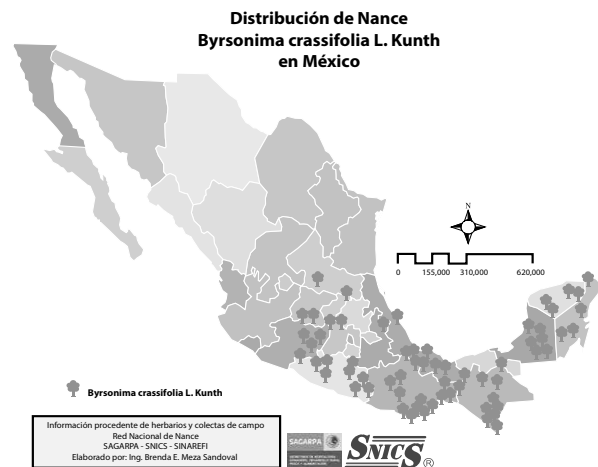 Distribución de Nance
Byrsonima crassifolia L. Kunth
en México
N
0 155,000 310,000 620,000
Byrsonima crassifolia L. Kunth
Información procedente de herbarios y colectas de campo
Red Nacional de Nance
SAGARPA - SNICS - SINAREFI
Elaborado por: Ing. Brenda E. Meza Sandoval
SAGARPA
SNICS®